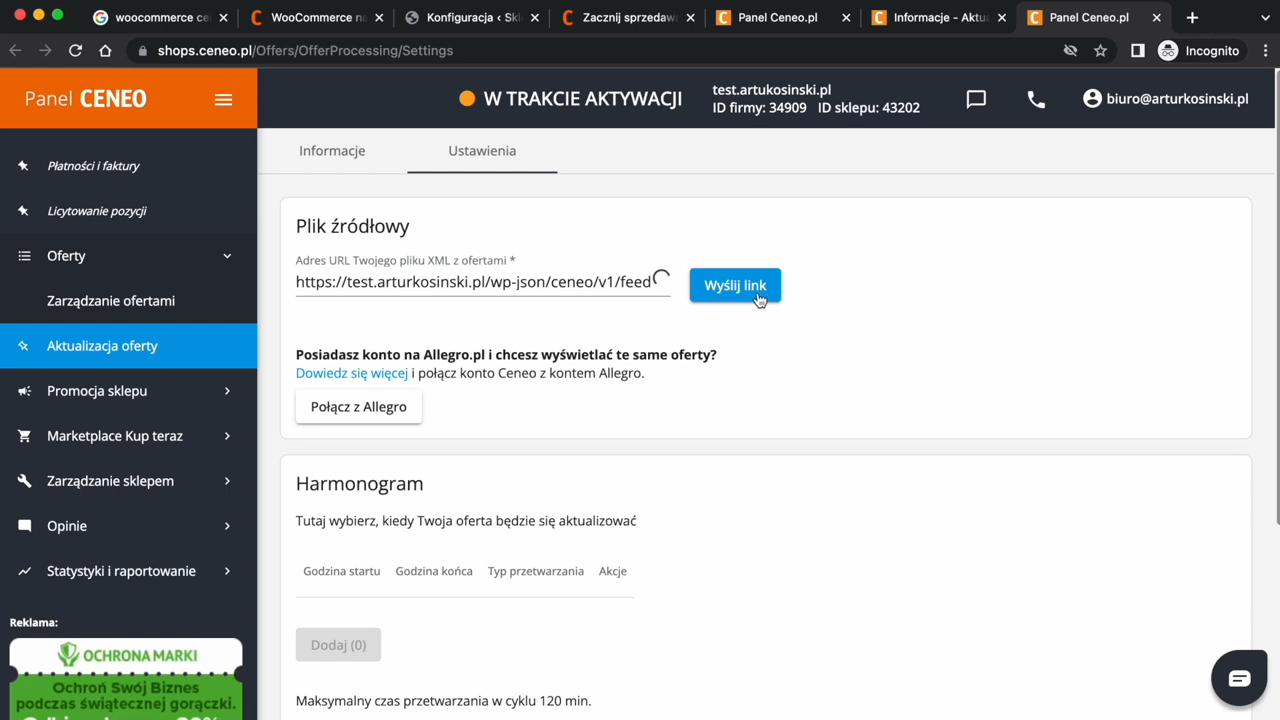 woocommerce ce
WooCommerce na
Konfiguracja ‹ Skl
Zacznij sprzedawa
Panel Ceneo.pl
Informacje - Aktu
Panel Ceneo.pl
shops.ceneo.pl/Offers/OfferProcessing/Settings
Incognito
Panel CENEO
W TRAKCIE AKTYWACJI
test.artukosinski.pl
ID firmy: 34909 ID sklepu: 43202
biuro@arturkosinski.pl
Płatności i faktury
Licytowanie pozycji
Oferty
Zarządzanie ofertami
Aktualizacja oferty
Promocja sklepu
Marketplace Kup teraz
Zarządzanie sklepem
Opinie
Statystyki i raportowanie
Reklama:
OCHRONA MARKI
Ochroń Swój Biznes
podczas świątecznej gorączki.
Informacje
Ustawienia
Plik źródłowy
Adres URL Twojego pliku XML z ofertami *
https://test.arturkosinski.pl/wp-json/ceneo/v1/feed
Wyślij link
Posiadasz konto na Allegro.pl i chcesz wyświetlać te same oferty?
Dowiedz się więcej i połącz konto Ceneo z kontem Allegro.
Połącz z Allegro
Harmonogram
Tutaj wybierz, kiedy Twoja oferta będzie się aktualizować
Godzina startu Godzina końca Typ przetwarzania Akcje
Dodaj (0)
Maksymalny czas przetwarzania w cyklu 120 min.